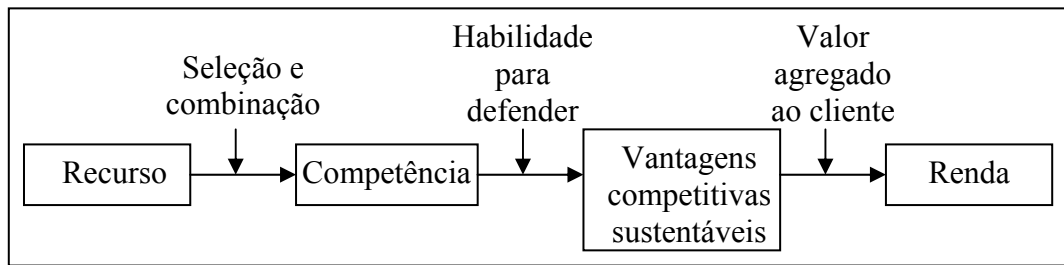 Seleção e
combinação
Habilidade
para
defender
Valor
agregado
ao cliente
Recurso
Competência
Vantagens
competitivas
sustentáveis
Renda